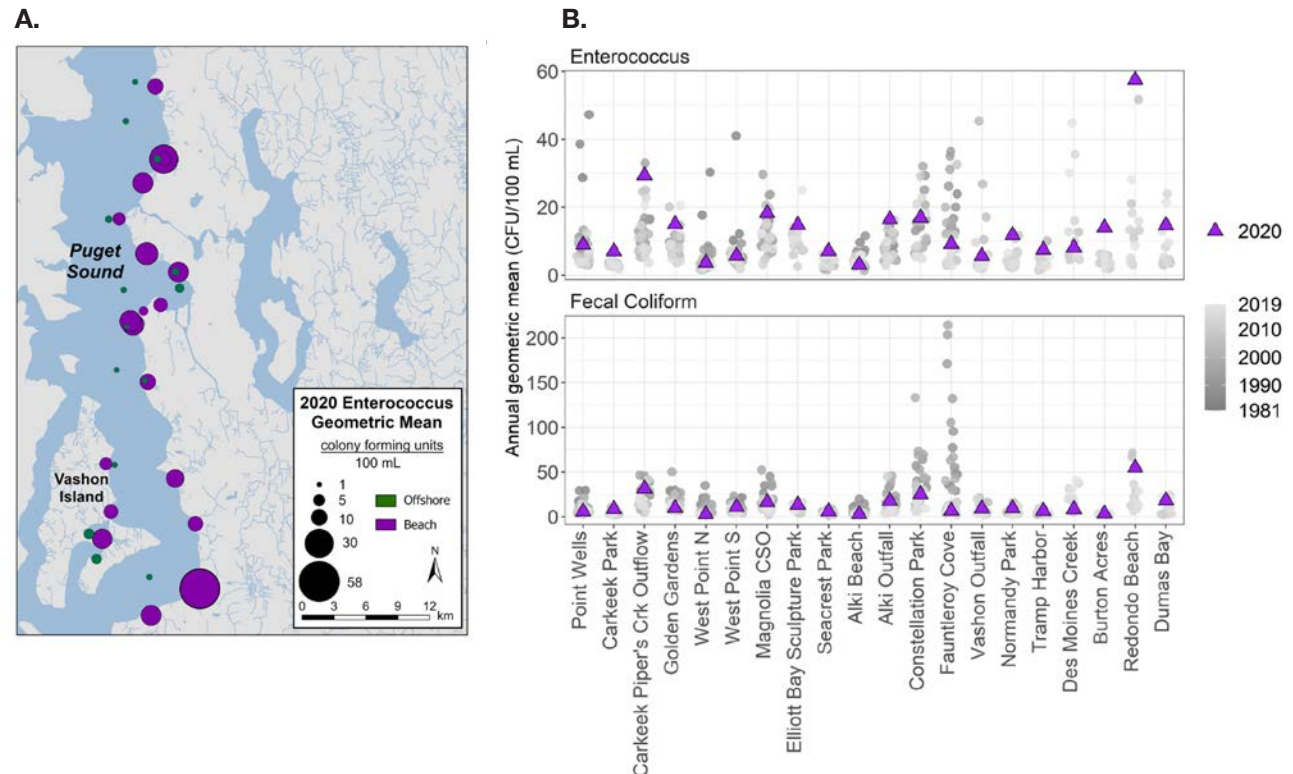 A.
Puget
Sound
Vashon
Island
2020 Enterococcus
Geometric Mean
colony forming units
100 mL
1
5
10
30
58
Offshore
Beach
N
0 3 6 9 12
km
B.
Enterococcus
60
40
20
0
Fecal Coliform
200
150
100
50
0
Annual geometric mean (CFU/100 mL)
Point Wells
Carkeek Park
Carkeek Piper's Crk Outflow
Golden Gardens
West Point N
West Point S
Magnolia CSO
Elliott Bay Sculpture Park
Seacrest Park
Alki Beach
Alki Outfall
Constellation Park
Fauntleroy Cove
Vashon Outfall
Normandy Park
Tramp Harbor
Des Moines Creek
Burton Acres
Redondo Beach
Dumas Bay
2020
2019
2010
2000
1990
1981